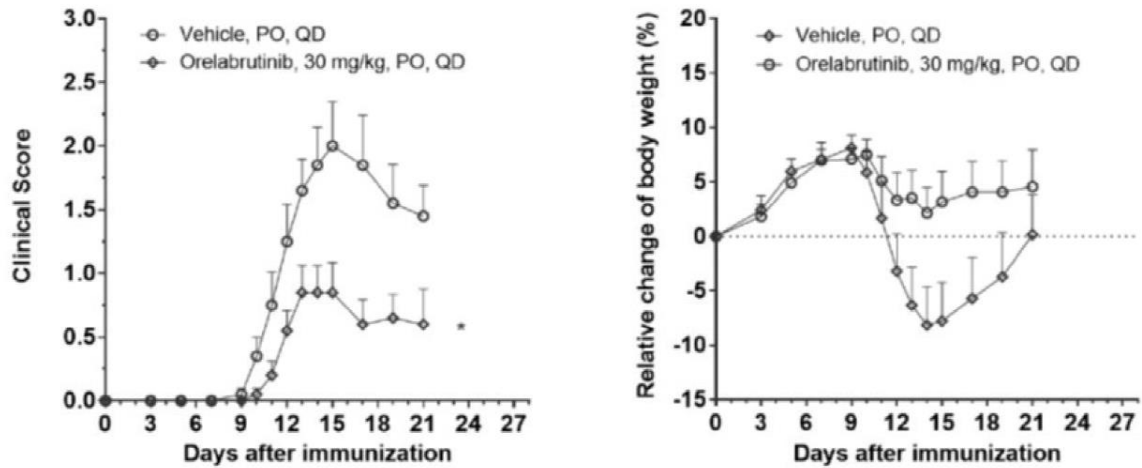 3.0
2.5
2.0
1.5
1.0
0.5
0.0
Clinical Score
Vehicle, PO, QD
Orelabrutinib, 30 mg/kg, PO, QD
*
0 3 6 9 12 15 18 21 24 27
Days after immunization
20
15
10
5
0
-5
-10
-15
Relative change of body weight (%)
Vehicle, PO, QD
Orelabrutinib, 30 mg/kg, PO, QD
0 3 6 9 12 15 18 21 24 27
Days after immunization